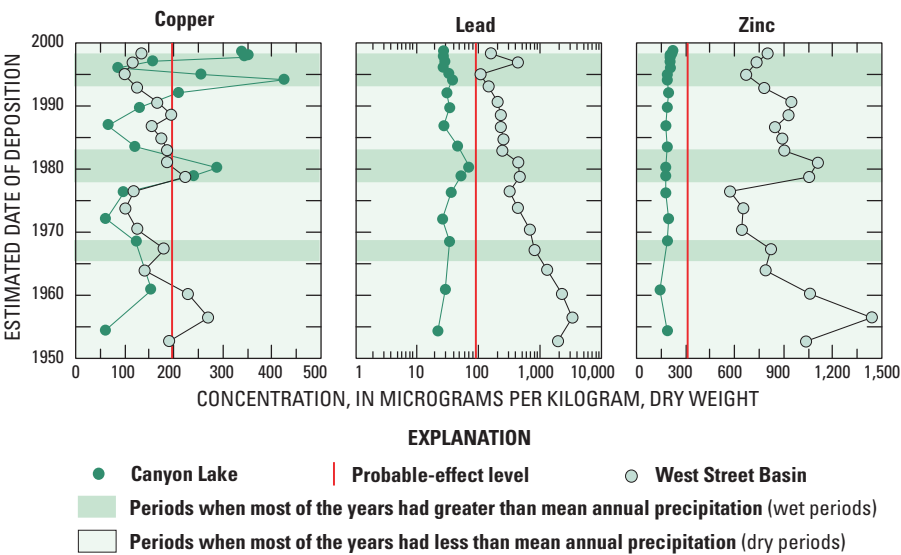 Copper Lead Zinc
2000
1990
1980
1970
1960
1950
ESTIMATED DATE OF DEPOSITION
0 100 200 300 400 500 1 10 100 1,000 10,000 0 300 600 900 1,200 1,500
CONCENTRATION, IN MICROGRAMS PER KILOGRAM, DRY WEIGHT
EXPLANATION
Canyon Lake Probable-effect level West Street Basin
Periods when most of the years had greater than mean annual precipitation (wet periods)
Periods when most of the years had less than mean annual precipitation (dry periods)